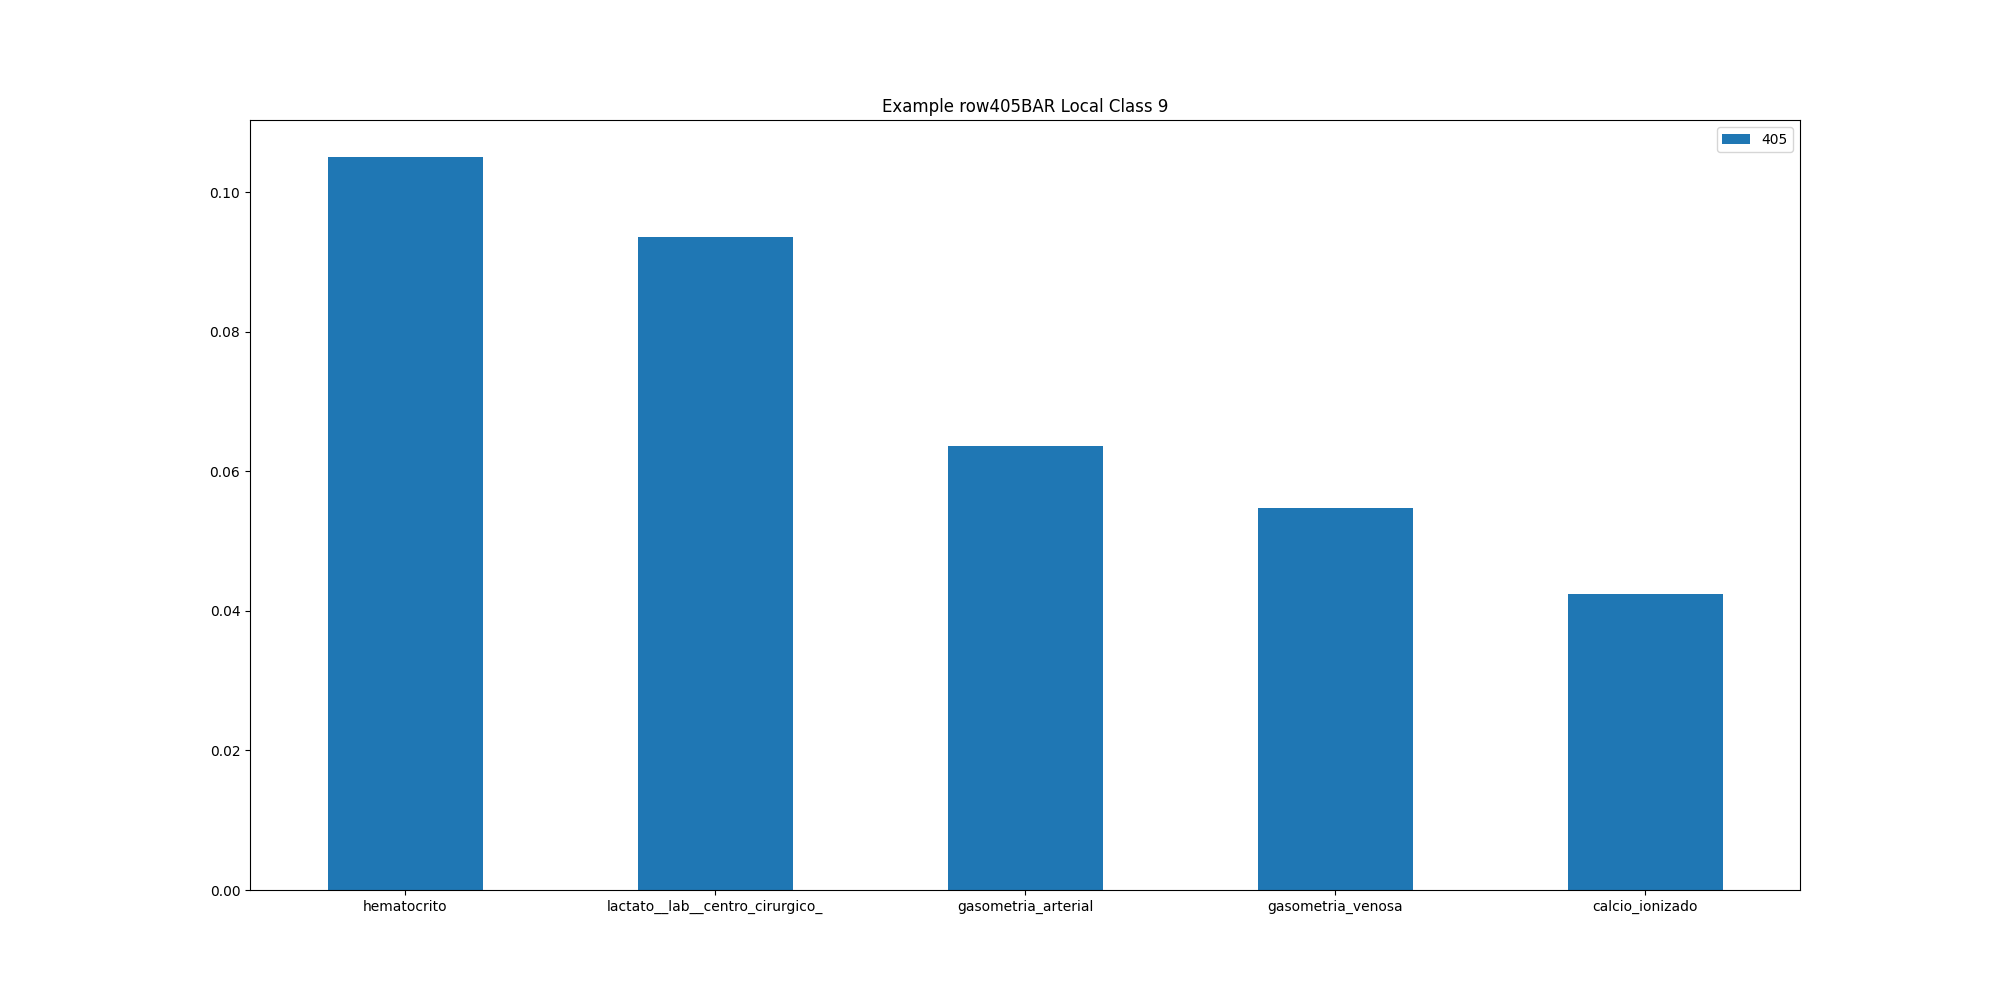 Example row405BAR Local Class 9
405
0.10
0.08
0.06
0.04
0.02
0.00
hematocrito
lactato__lab__centro_cirurgico_
gasometria_arterial
gasometria_venosa
calcio_ionizado